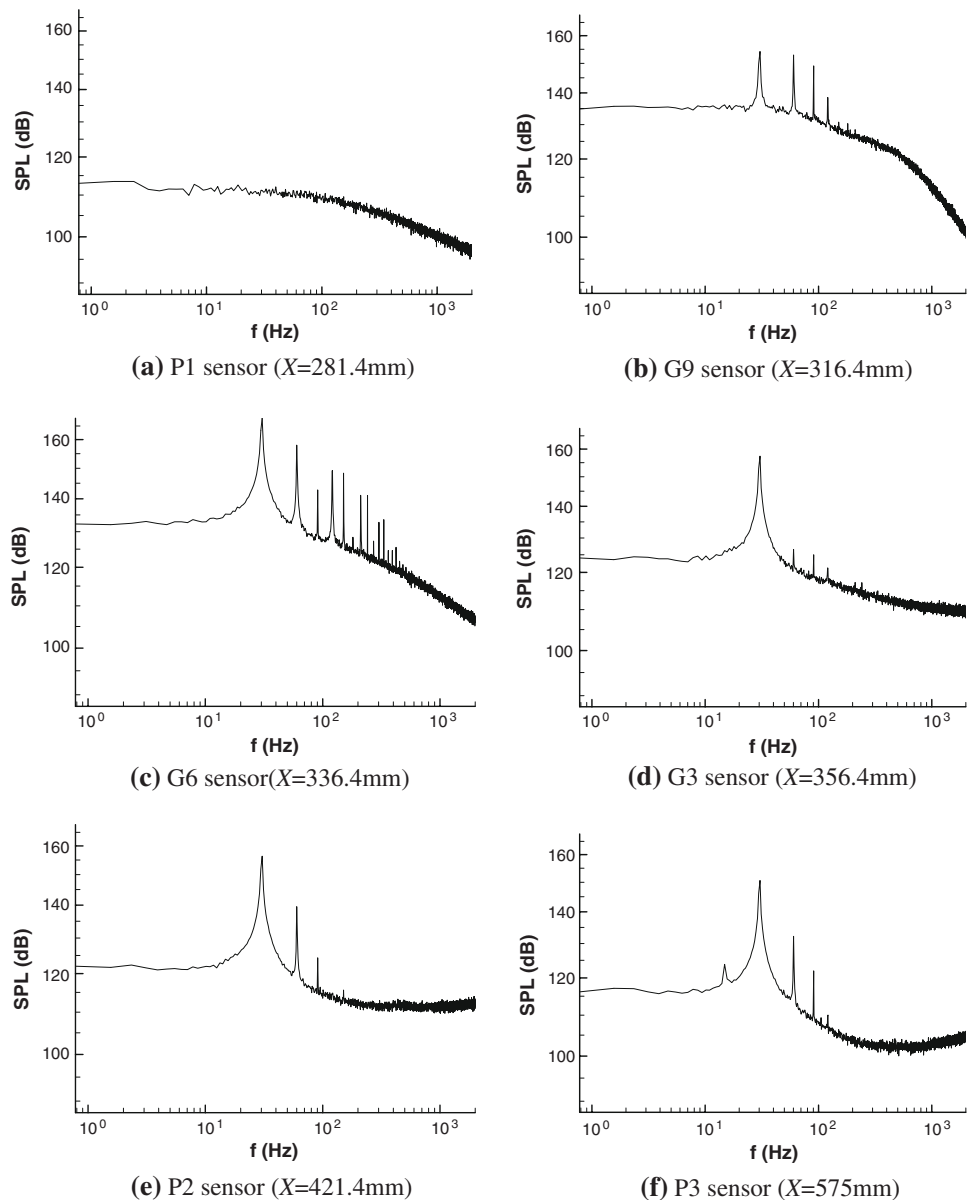 160
140
120
100
SPL (dB)
10^0
10^1
10^2
10^3
f (Hz)
(a) P1 sensor (X=281.4mm)
160
140
120
100
SPL (dB)
10^0
10^1
10^2
10^3
f (Hz)
(b) G9 sensor (X=316.4mm)
160
140
120
100
SPL (dB)
10^0
10^1
10^2
10^3
f (Hz)
(c) G6 sensor(X=336.4mm)
160
140
120
100
SPL (dB)
10^0
10^1
10^2
10^3
f (Hz)
(d) G3 sensor (X=356.4mm)
160
140
120
100
SPL (dB)
10^0
10^1
10^2
10^3
f (Hz)
(e) P2 sensor (X=421.4mm)
160
140
120
100
SPL (dB)
10^0
10^1
10^2
10^3
f (Hz)
(f) P3 sensor (X=575mm)